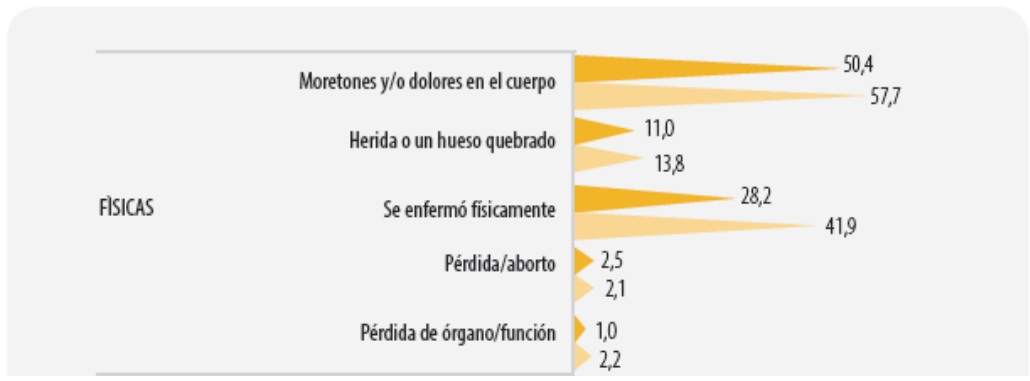 Moretones y/o dolores en el cuerpo
50,4
57,7
Herida o un hueso quebrado
11,0
13,8
FÌSICAS
Se enfermó físicamente
28,2
41,9
Pérdida/aborto
2,5
2,1
Pérdida de órgano/función
1,0
2,2